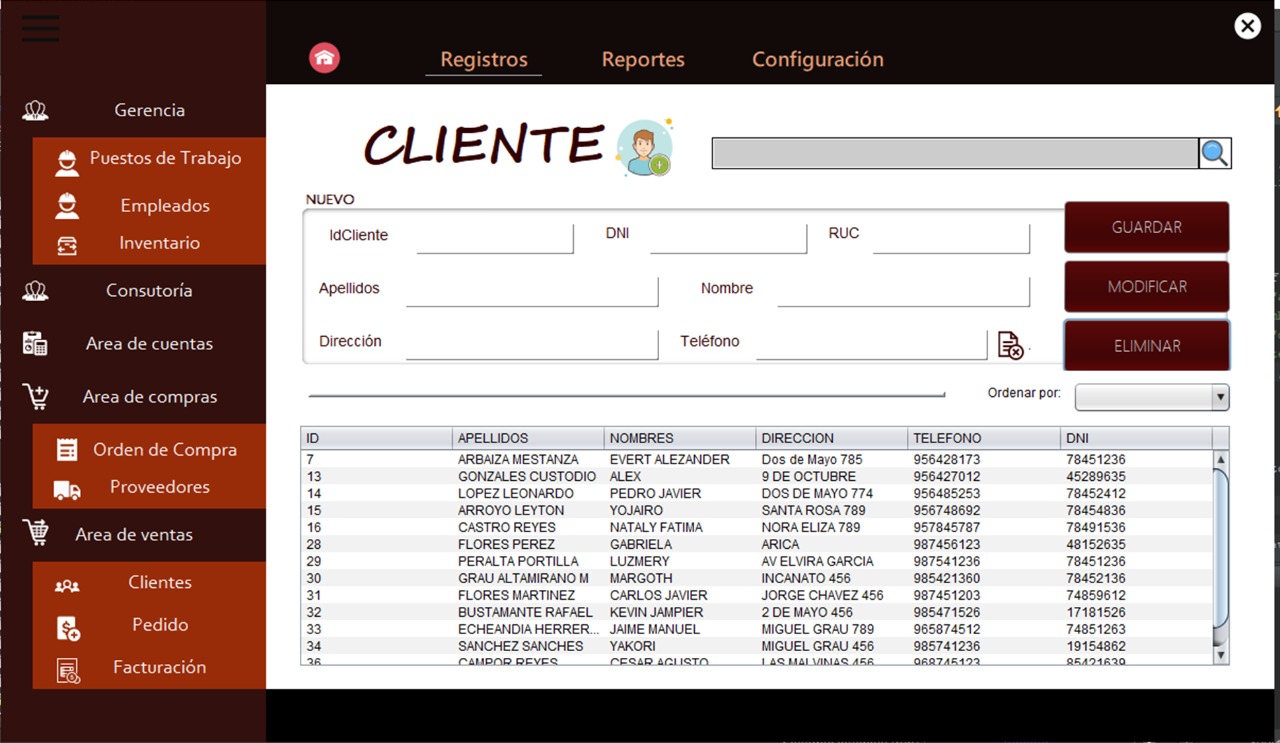 Registros Reportes Configuración
Gerencia
Puestos de Trabajo
Empleados
Inventario
Consutoría
Area de cuentas
Area de compras
Orden de Compra
Proveedores
Area de ventas
Clientes
Pedido
Facturación
CLIENTE
NUEVO
IdCliente DNI RUC
Apellidos Nombre
Dirección Teléfono .
GUARDAR
MODIFICAR
ELIMINAR
Ordenar por:
ID APELLIDOS NOMBRES DIRECCION TELEFONO DNI
7 ARBAIZA MESTANZA EVERT ALEZANDER Dos de Mayo 785 956428173 78451236
13 GONZALES CUSTODIO ALEX 9 DE OCTUBRE 956427012 45289635
14 LOPEZ LEONARDO PEDRO JAVIER DOS DE MAYO 774 956485253 78452412
15 ARROYO LEYTON YOJAIRO SANTA ROSA 789 956748692 78454836
16 CASTRO REYES NATALY FATIMA NORA ELIZA 789 957845787 78491536
28 FLORES PEREZ GABRIELA ARICA 987456123 48152635
29 PERALTA PORTILLA LUZMERY AV ELVIRA GARCIA 987541236 78451236
30 GRAU ALTAMIRANO M MARGOTH INCANATO 456 985421360 78452136
31 FLORES MARTINEZ CARLOS JAVIER JORGE CHAVEZ 456 987451203 74859612
32 BUSTAMANTE RAFAEL KEVIN JAMPIER 2 DE MAYO 456 985471526 17181526
33 ECHEANDIA HERRER... JAIME MANUEL MIGUEL GRAU 789 965874512 74851263
34 SANCHEZ SANCHES YAKORI MIGUEL GRAU 456 985741236 19154862
36 CAMPOR REYES CESAR AGUSTO LAS MALVINAS 456 968745123 85421639